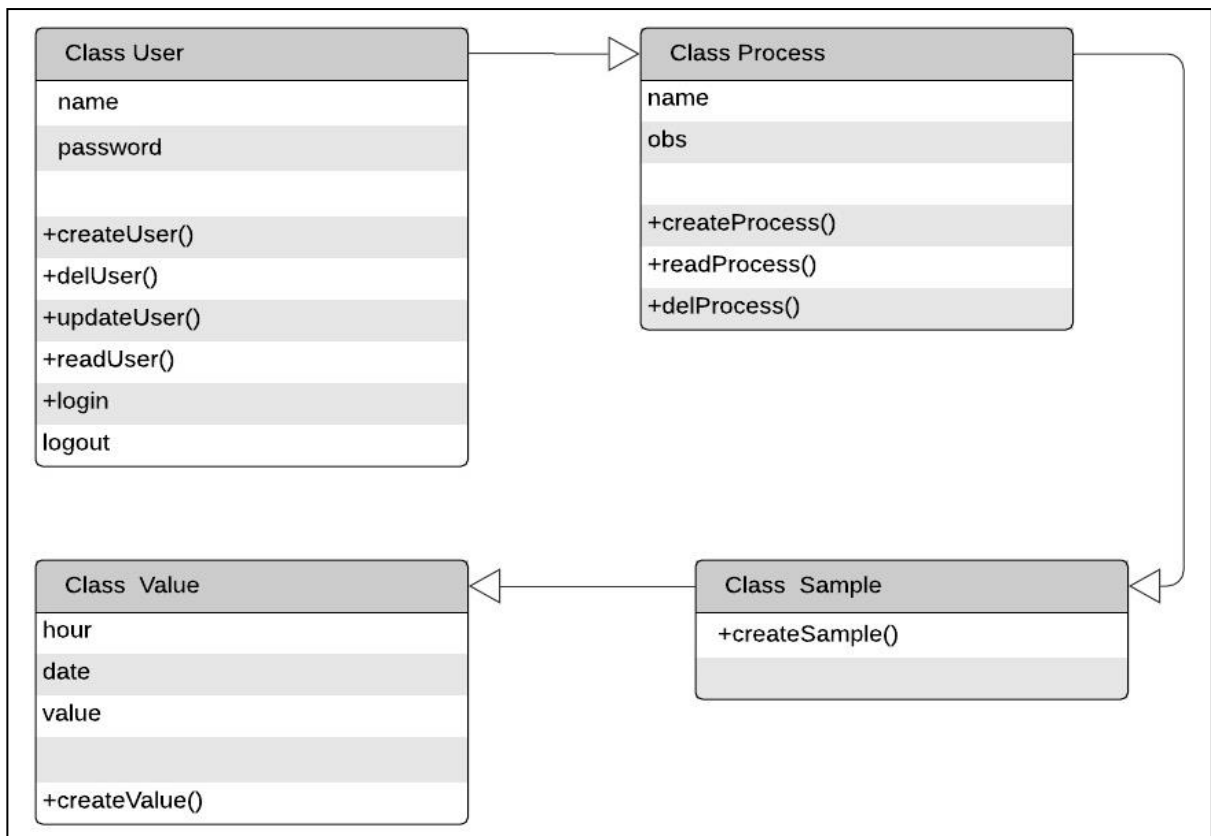 Class User
name
password
+createUser()
+delUser()
+updateUser()
+readUser()
+login
logout
Class Process
name
obs
+createProcess()
+readProcess()
+delProcess()
Class  Value
hour
date
value
+createValue()
Class  Sample
+createSample()